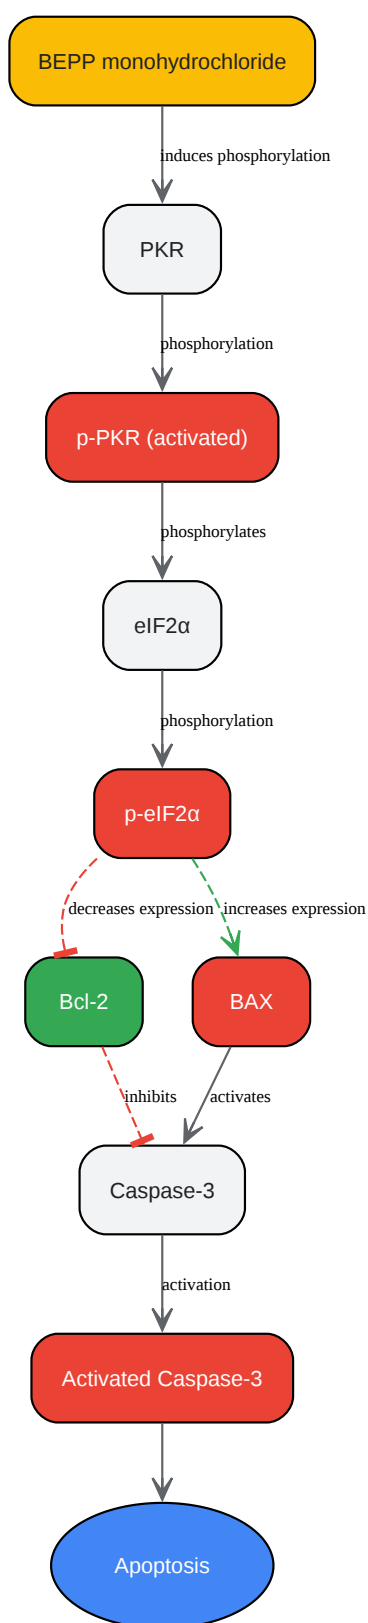 BEPP monohydrochloride
induces phosphorylation
PKR
phosphorylation
p-PKR (activated)
phosphorylates
eIF2α
phosphorylation
p-eIF2α
decreases expression
increases expression
Bcl-2
BAX
inhibits
activates
Caspase-3
activation
Activated Caspase-3
Apoptosis